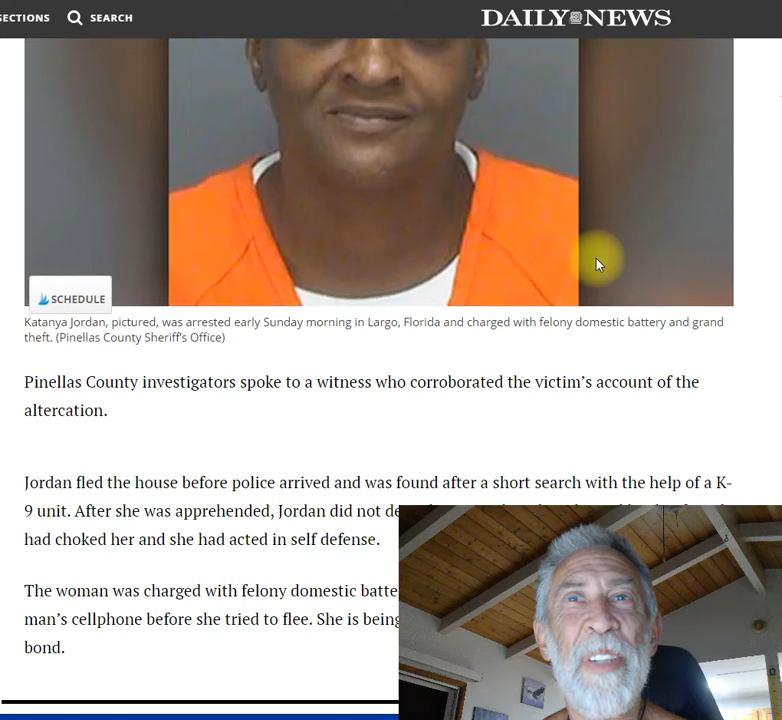 SECTIONS SEARCH DAILY NEWS
SCHEDULE
Katanya Jordan, pictured, was arrested early Sunday morning in Largo, Florida and charged with felony domestic battery and grand
theft. (Pinellas County Sheriff's Office)
Pinellas County investigators spoke to a witness who corroborated the victim’s account of the
altercation.
Jordan fled the house before police arrived and was found after a short search with the help of a K-
9 unit. After she was apprehended, Jordan did not
had choked her and she had acted in self defense.
The woman was charged with felony domestic
man’s cellphone before she tried to flee. She is
bond.